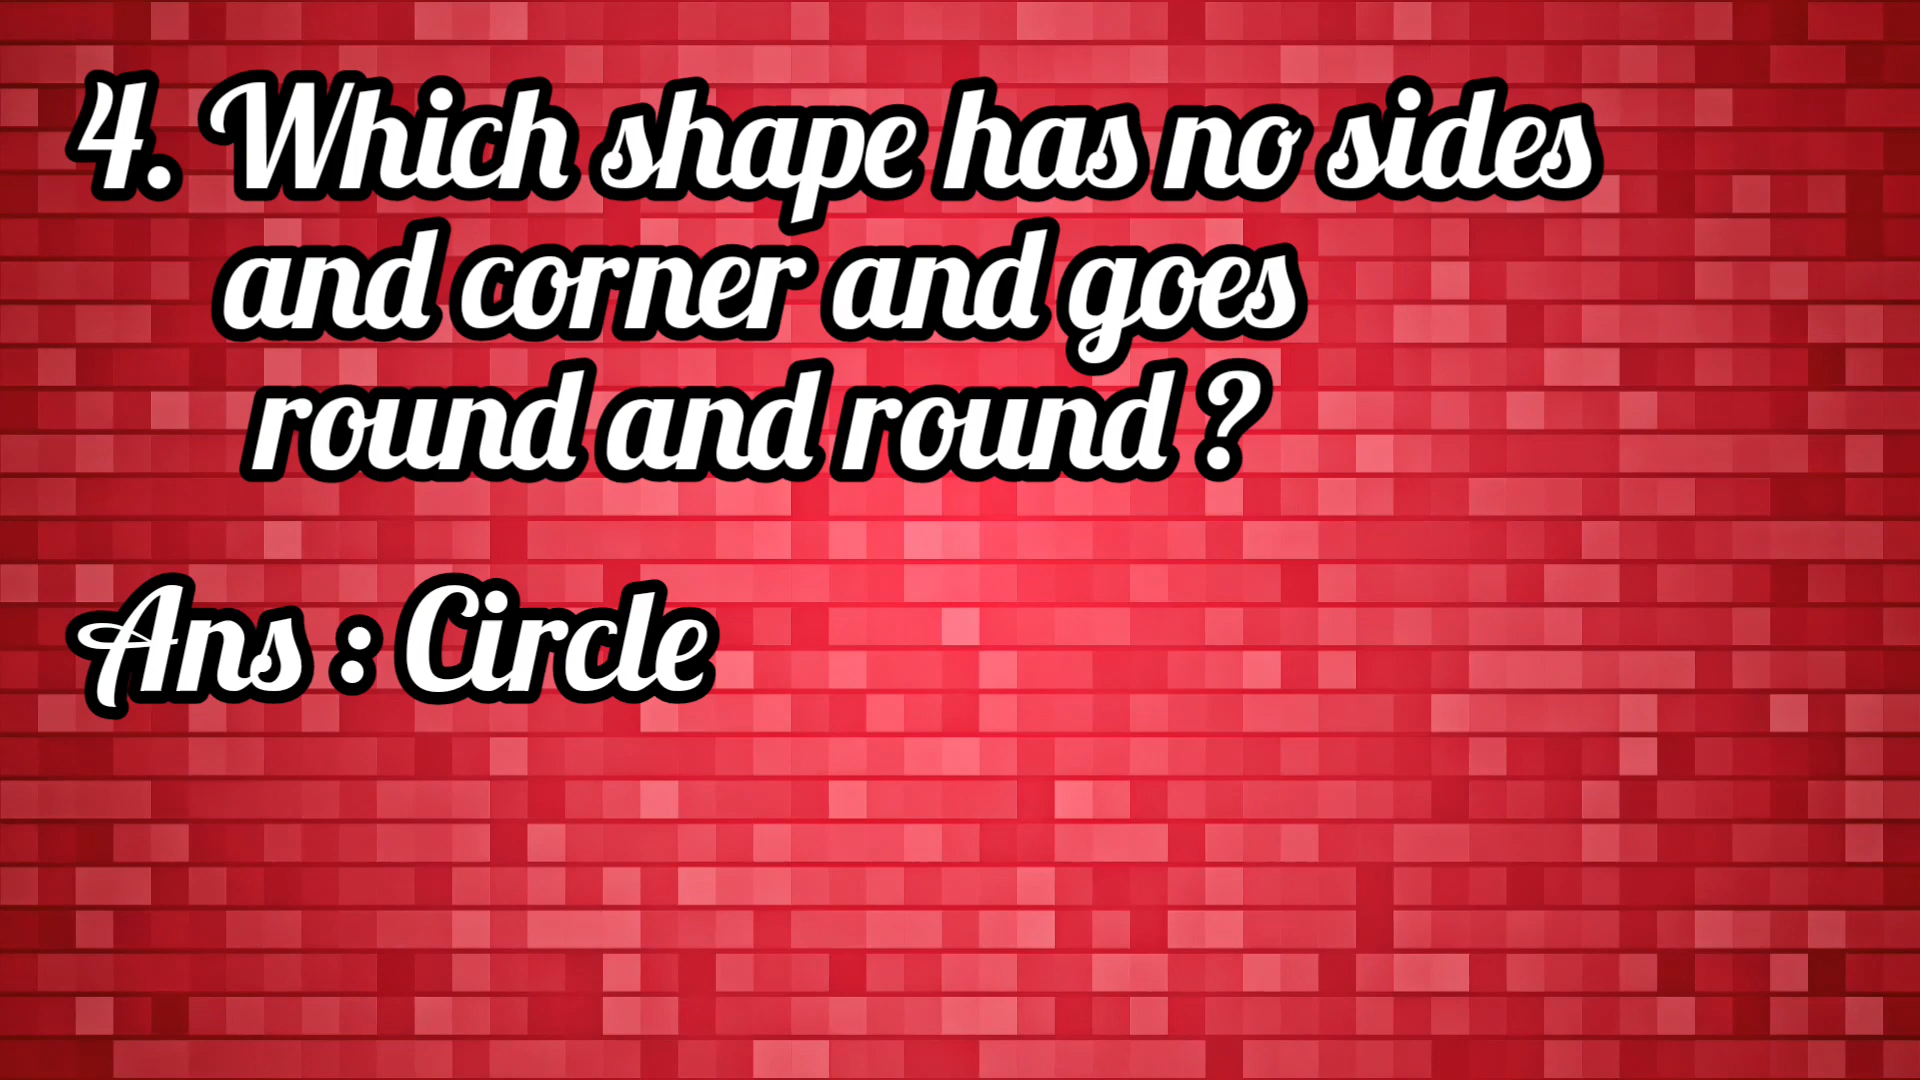 4. Which shape has no sides
and corner and goes
round and round ?
Ans : Circle